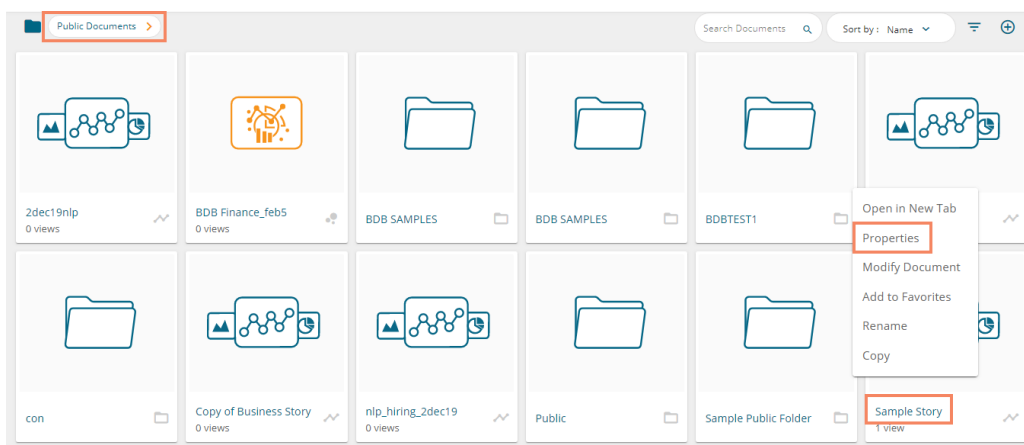 Public Documents
Search Documents
Sort by : Name
2dec19nlp
0 views
BDB Finance_feb5
0 views
BDB SAMPLES
BDB SAMPLES
BDBTEST1
Open in New Tab
Properties
Modify Document
Add to Favorites
Rename
Copy
con
Copy of Business Story
0 views
nlp_hiring_2dec19
0 views
Public
Sample Public Folder
Sample Story
1 view